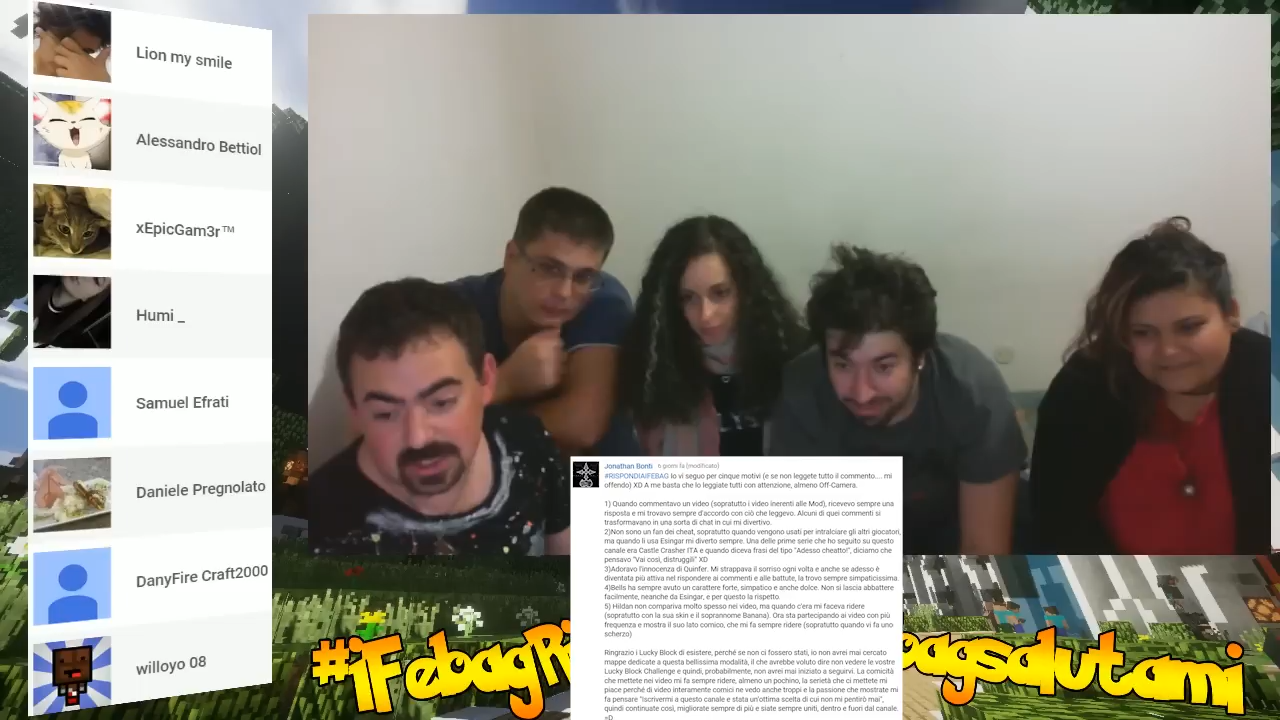 Lion my smile
Alessandro Bettiol
xEpicGam3r™
Humi _
Samuel Efrati
Daniele Pregnolato
DanyFire Craft2000
willoyo 08
Jonathan Bonti 6 giorni fa (modificato)
#RISPONDIAIFEBAG Io vi seguo per cinque motivi (e se non leggete tutto il commento.... mi
offendo) XD A me basta che lo leggiate tutti con attenzione, almeno Off-Camera.
1) Quando commentavo un video (sopratutto i video inerenti alle Mod), ricevevo sempre una
risposta e mi trovavo sempre d'accordo con ciò che leggevo. Alcuni di quei commenti si
trasformavano in una sorta di chat in cui mi divertivo.
2)Non sono un fan dei cheat, sopratutto quando vengono usati per intralciare gli altri giocatori,
ma quando li usa Esingar mi diverto sempre. Una delle prime serie che ho seguito su questo
canale era Castle Crasher ITA e quando diceva frasi del tipo "Adesso cheatto!", diciamo che
pensavo "Vai così, distruggili" XD
3)Adoravo l'innocenza di Quinfer. Mi strappava il sorriso ogni volta e anche se adesso è
diventata più attiva nel rispondere ai commenti e alle battute, la trovo sempre simpaticissima.
4)Bells ha sempre avuto un carattere forte, simpatico e anche dolce. Non si lascia abbattere
facilmente, neanche da Esingar, e per questo la rispetto.
5) Hildan non compariva molto spesso nei video, ma quando c'era mi faceva ridere
(sopratutto con la sua skin e il soprannome Banana). Ora sta partecipando ai video con più
frequenza e mostra il suo lato comico, che mi fa sempre ridere (sopratutto quando vi fa uno
scherzo)
Ringrazio i Lucky Block di esistere, perché se non ci fossero stati, io non avrei mai cercato
mappe dedicate a questa bellissima modalità, il che avrebbe voluto dire non vedere le vostre
Lucky Block Challenge e quindi, probabilmente, non avrei mai iniziato a seguirvi. La comicità
che mettete nei video mi fa sempre ridere, almeno un pochino, la serietà che ci mettete mi
piace perché di video interamente comici ne vedo anche troppi e la passione che mostrate mi
fa pensare "Iscrivermi a questo canale e stata un'ottima scelta di cui non mi pentirò mai",
quindi continuate così, migliorate sempre di più e siate sempre uniti, dentro e fuori dal canale.
=D
#iFebagRi
bagsalutami